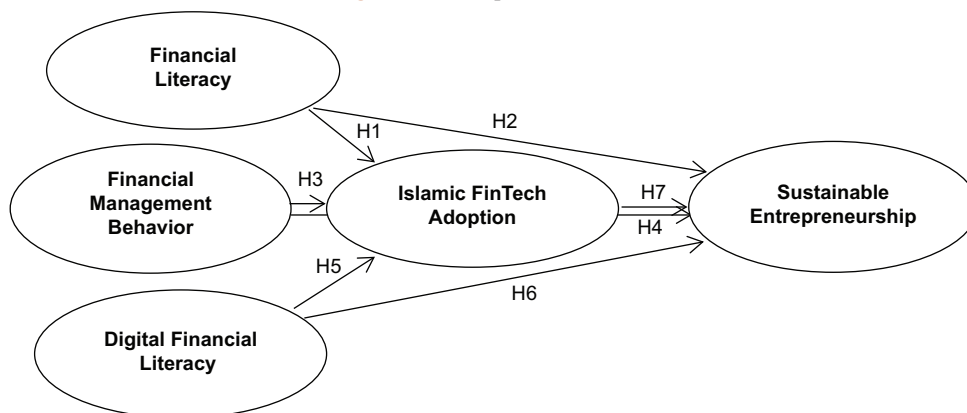 Financial
Literacy
H1
H2
Financial
Management
Behavior
H3
Islamic FinTech
Adoption
H7
H4
Sustainable
Entrepreneurship
H5
H6
Digital Financial
Literacy